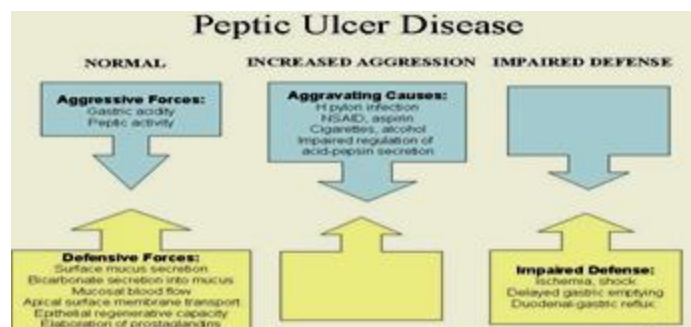 Peptic Ulcer Disease
NORMAL
INCREASED AGGRESSION
IMPAIRED DEFENSE
Aggressive Forces:
Gastric acidity
Peptic activity
Aggravating Causes:
H pylori infection
NSAID, aspirin
Cigarettes, alcohol
Impaired regulation of
acid-pepsin secretion
Defensive Forces:
Surface mucus secretion
Bicarbonate secretion into mucus
Mucosal blood flow
Apical surface membrane transport
Epithelial regenerative capacity
Elaboration of prostaglandins
Impaired Defense:
Ischemia, shock
Delayed gastric emptying
Duodenal-gastric reflux